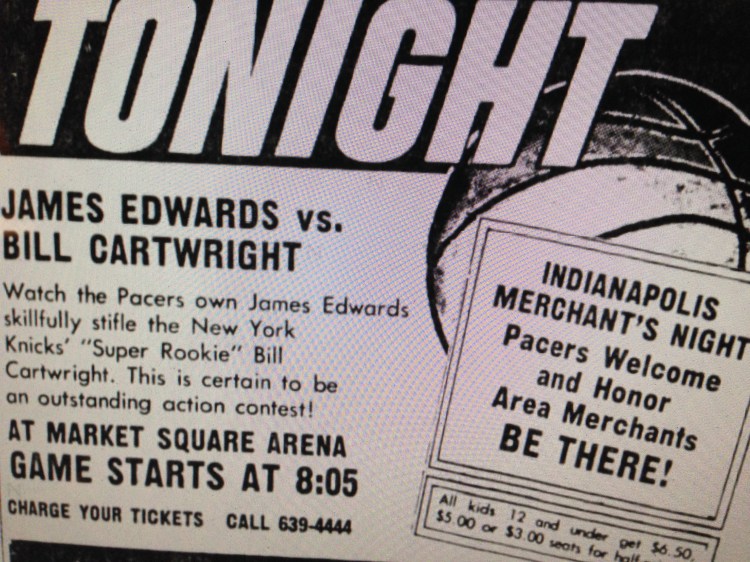 TONIGHT
JAMES EDWARDS vs.
BILL CARTWRIGHT
Watch the Pacers own James Edwards
skillfully stifle the New York
Knicks' "Super Rookie" Bill
Cartwright. This is certain to be
an outstanding action contest!
AT MARKET SQUARE ARENA
GAME STARTS AT 8:05
CHARGE YOUR TICKETS CALL 639-4444
INDIANAPOLIS
MERCHANT'S NIGHT
Pacers Welcome
and Honor
Area Merchants
BE THERE!
All kids 12 and under get $6.50,
$5.00 or $3.00 seats for half